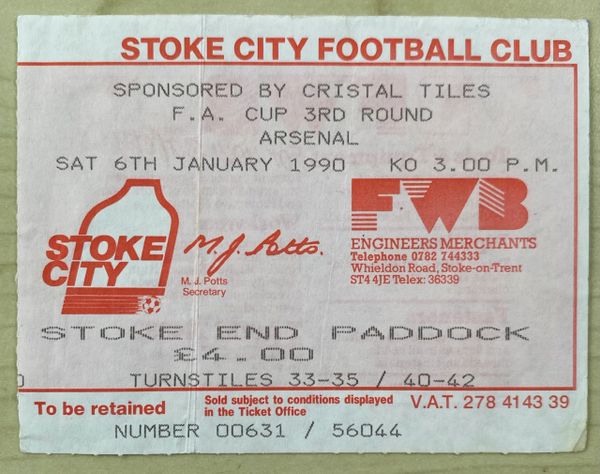 STOKE CITY FOOTBALL CLUB
SPONSORED BY CRISTAL TILES
F.A. CUP 3RD ROUND
ARSENAL
SAT 6TH JANUARY 1990 KO 3.00 P.M.
STOKE
CITY
M.J. Potts.
M. J. Potts
Secretary
FWB
ENGINEERS MERCHANTS
Telephone 0782 744333
Whieldon Road, Stoke-on-Trent
ST4 4JE Telex: 36339
STOKE END PADDOCK
£4.00
TURNSTILES 33-35 / 40-42
To be retained
Sold subject to conditions displayed
in the Ticket Office
V.A.T. 278 4143 39
NUMBER 00631 / 56044